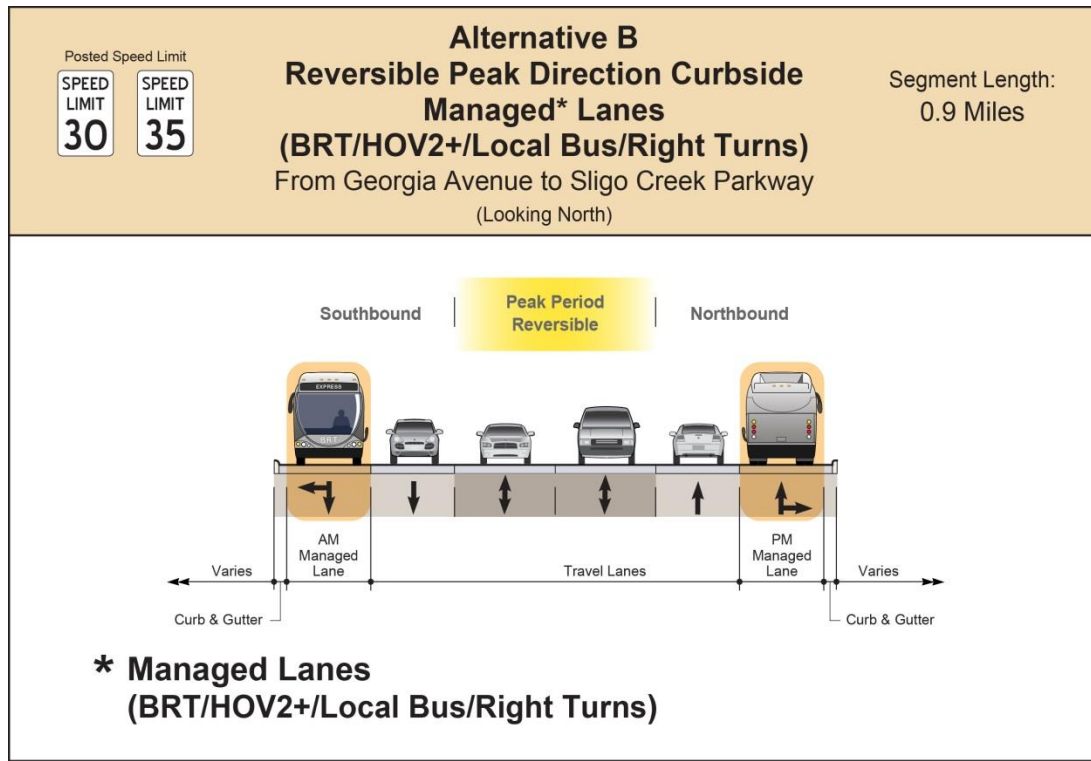 Posted Speed Limit
SPEED LIMIT 30
SPEED LIMIT 35
Alternative B
Reversible Peak Direction Curbside
Managed* Lanes
(BRT/HOV2+/Local Bus/Right Turns)
From Georgia Avenue to Sligo Creek Parkway
(Looking North)
Segment Length:
0.9 Miles
Southbound
Peak Period
Reversible
Northbound
EXPRESS
BRT
AM
Managed
Lane
PM
Managed
Lane
Varies
Travel Lanes
Varies
Curb & Gutter
Curb & Gutter
* Managed Lanes
(BRT/HOV2+/Local Bus/Right Turns)